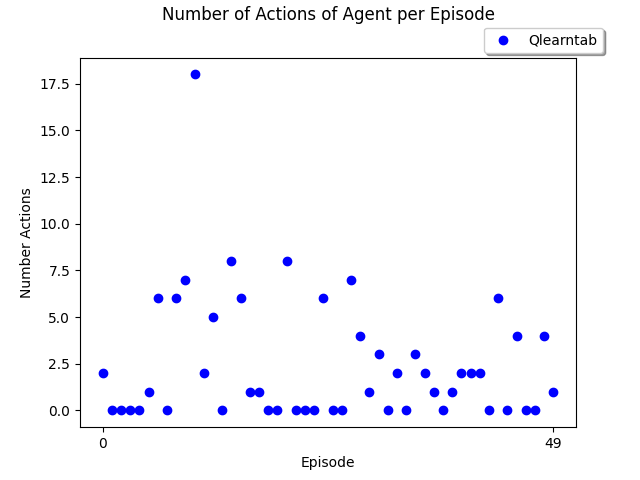 Number of Actions of Agent per Episode
Qlearntab
17.5
15.0
12.5
10.0
7.5
5.0
2.5
0.0
Number Actions
0 49
Episode